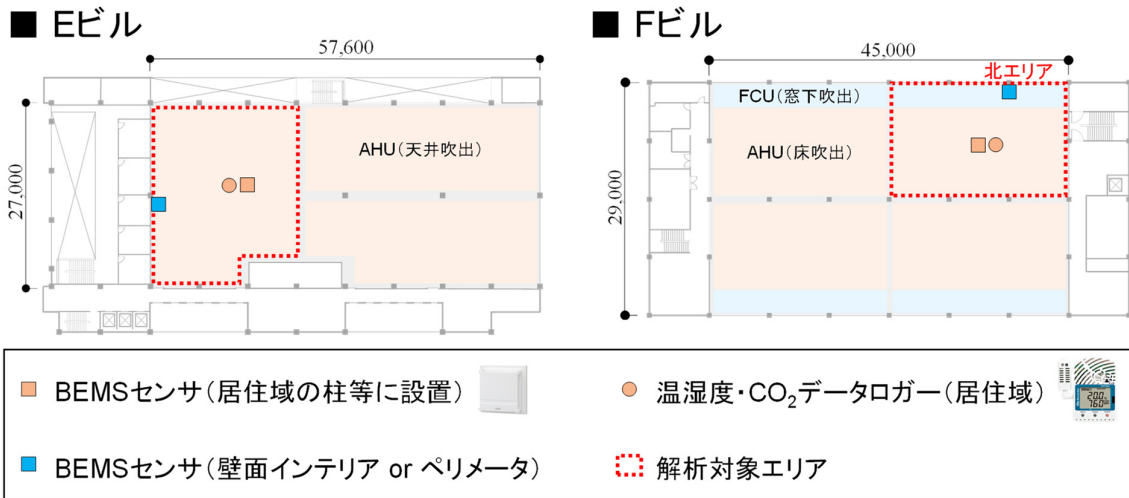 ■ Eビル
57,600
27,000
AHU(天井吹出)
■ Fビル
45,000
北エリア
FCU(窓下吹出)
AHU(床吹出)
29,000
BEMSセンサ(居住域の柱等に設置)
温湿度・CO₂データロガー(居住域)
BEMSセンサ(壁面インテリア or ペリメータ)
解析対象エリア